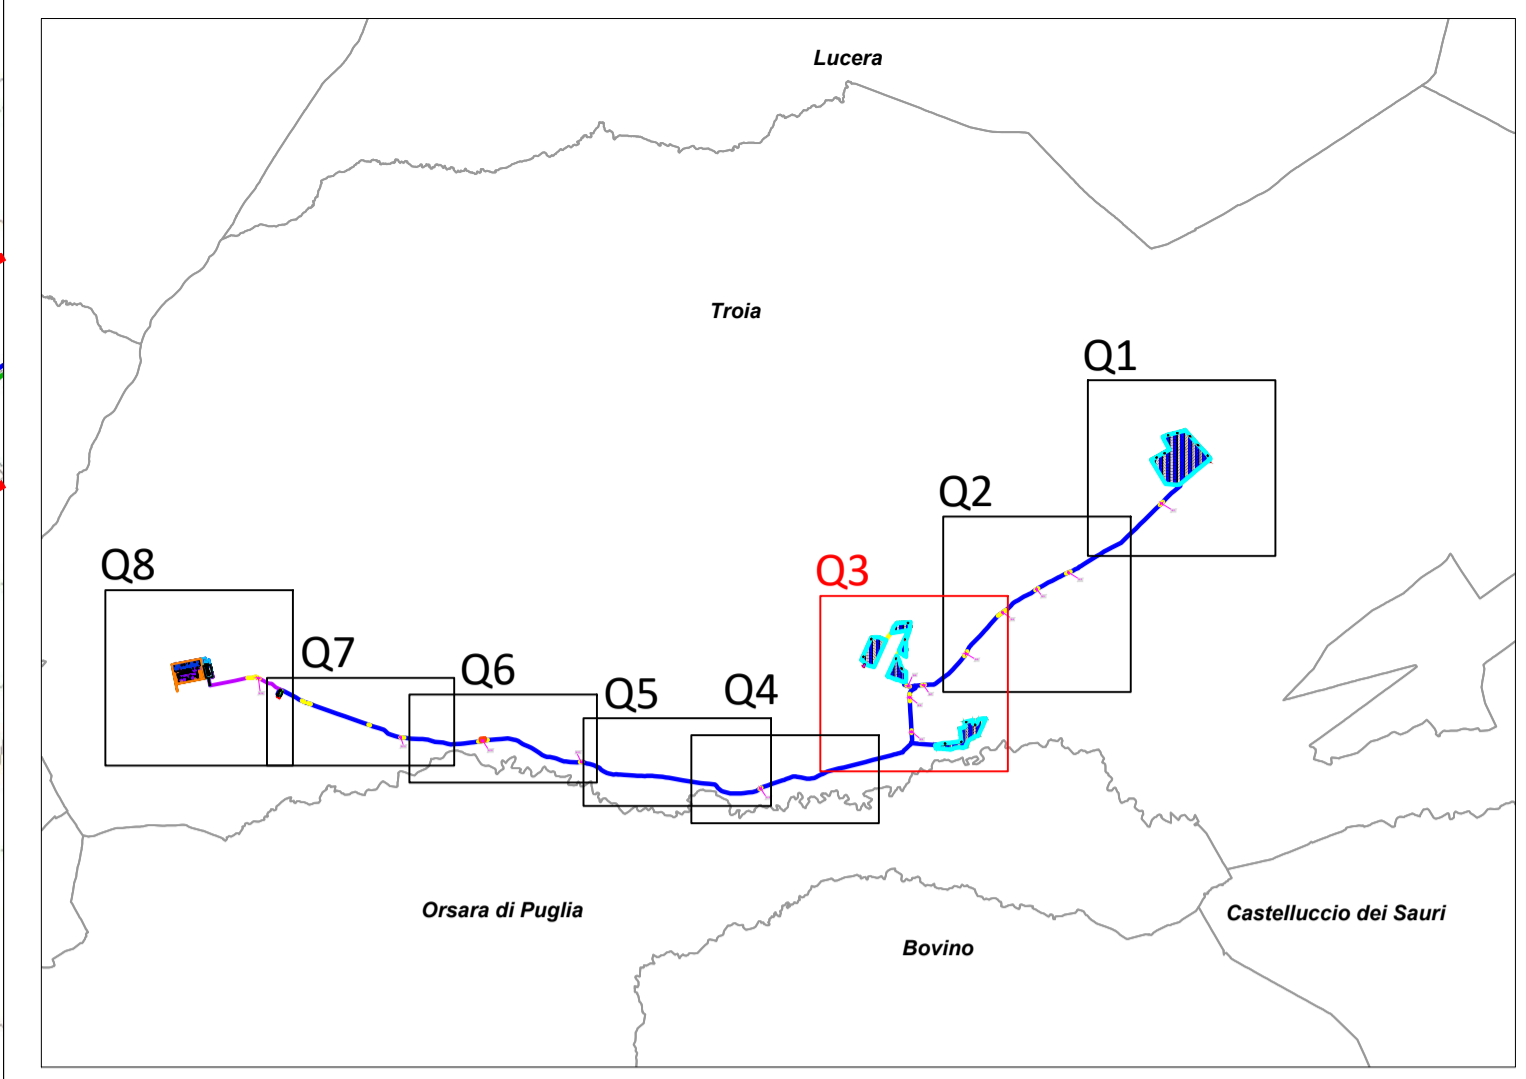 Lucera
Troia
Q1
Q2
Q3
Q8
Q7
Q6
Q5
Q4
Orsara di Puglia
Bovino
Castelluccio dei Sauri